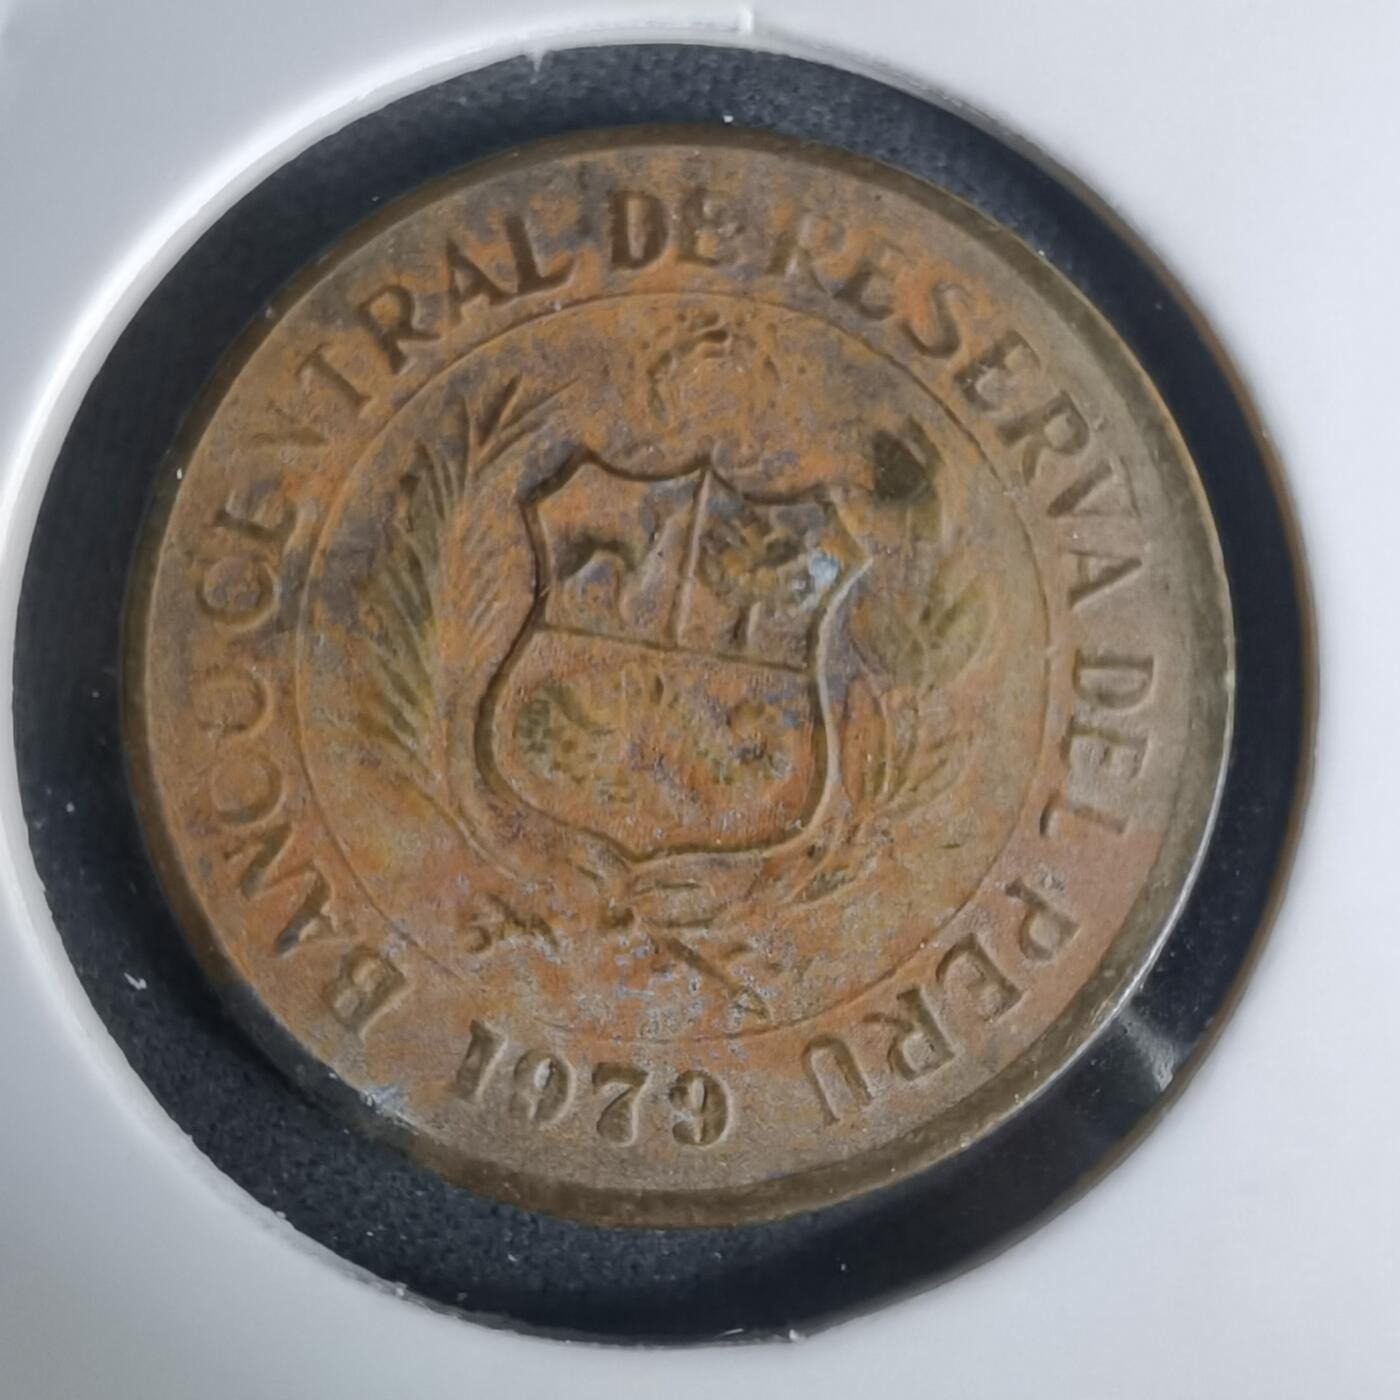 BANCO CENTRAL DE RESERVA DEL PERU
1979